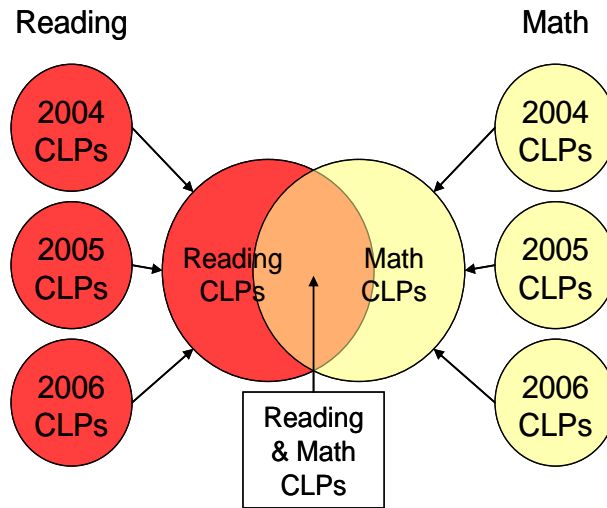 Reading
Math
2004
CLPs
2004
CLPs
2005
CLPs
Reading
CLPs
Math
CLPs
2005
CLPs
2006
CLPs
2006
CLPs
Reading
& Math
CLPs